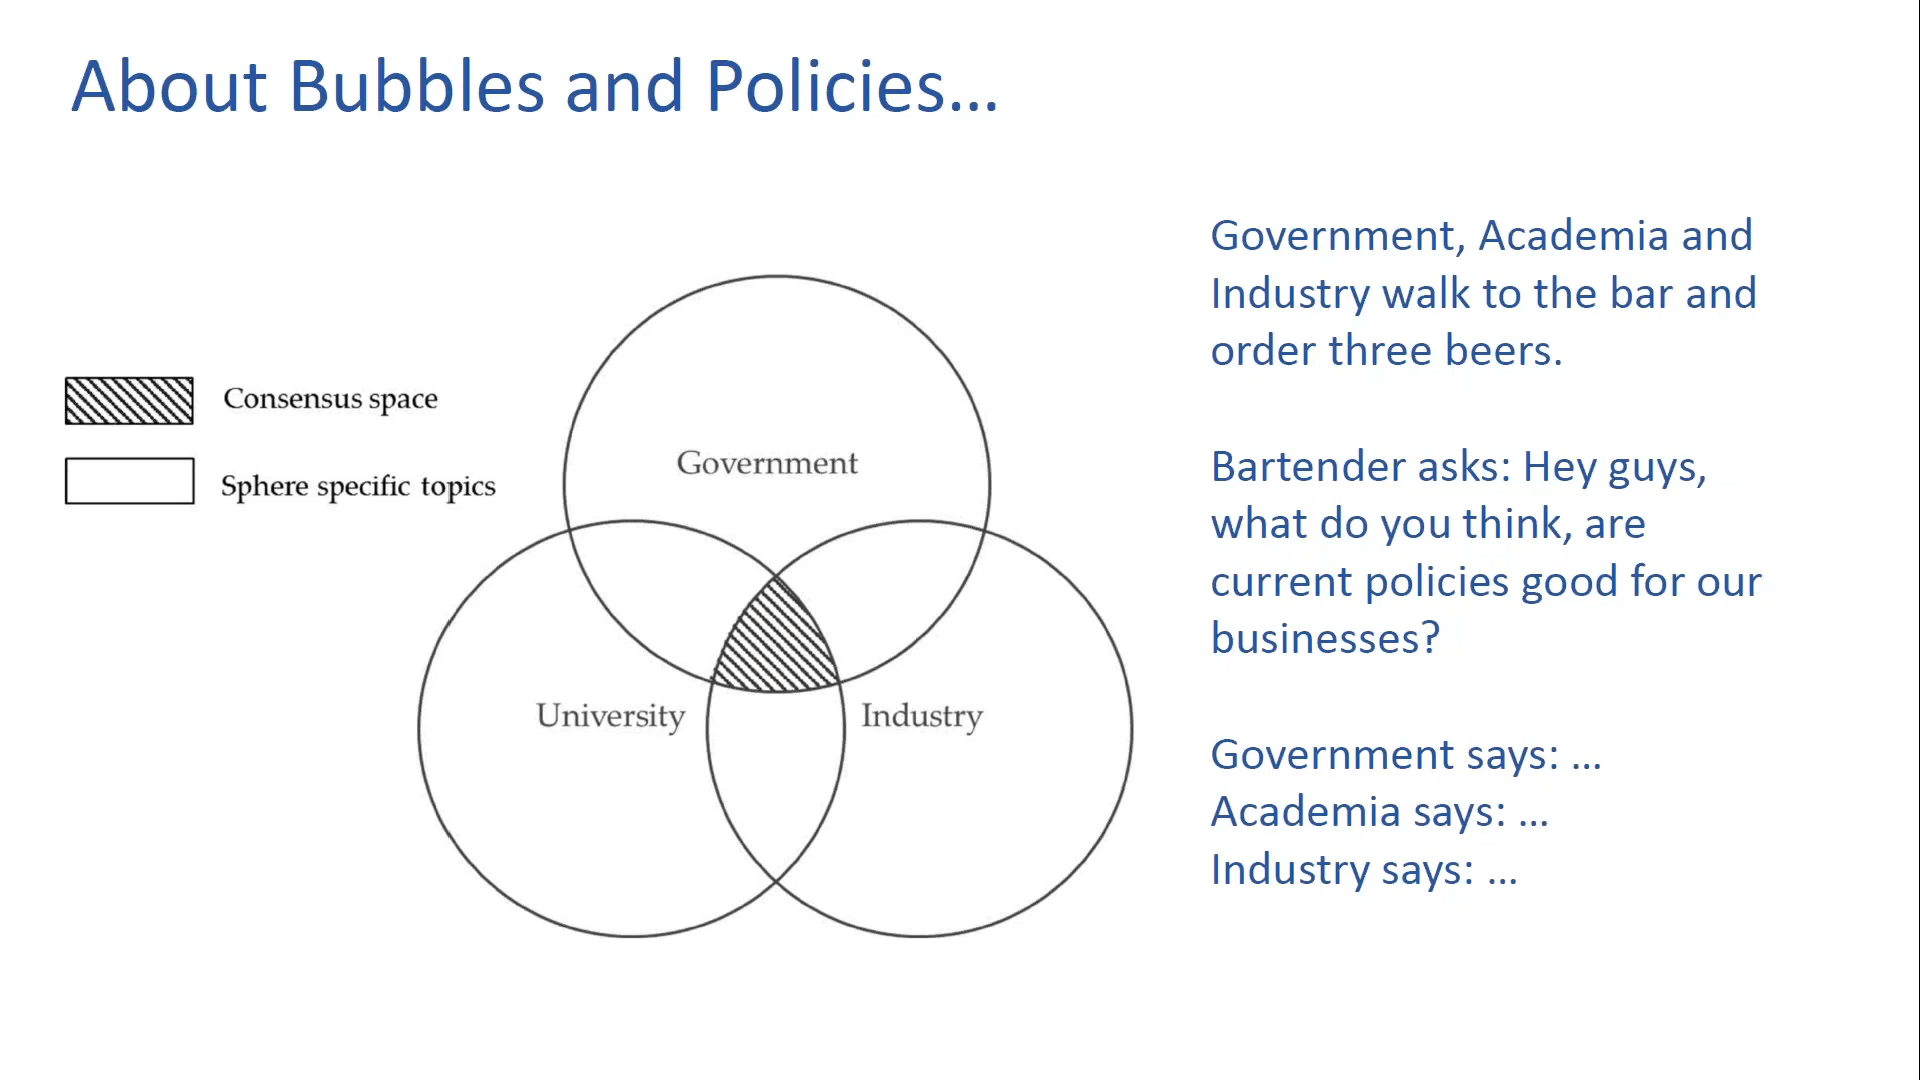 About Bubbles and Policies...
Consensus space
Sphere specific topics
Government
University
Industry
Government, Academia and
Industry walk to the bar and
order three beers.
Bartender asks: Hey guys,
what do you think, are
current policies good for our
businesses?
Government says: ...
Academia says: ...
Industry says: ...